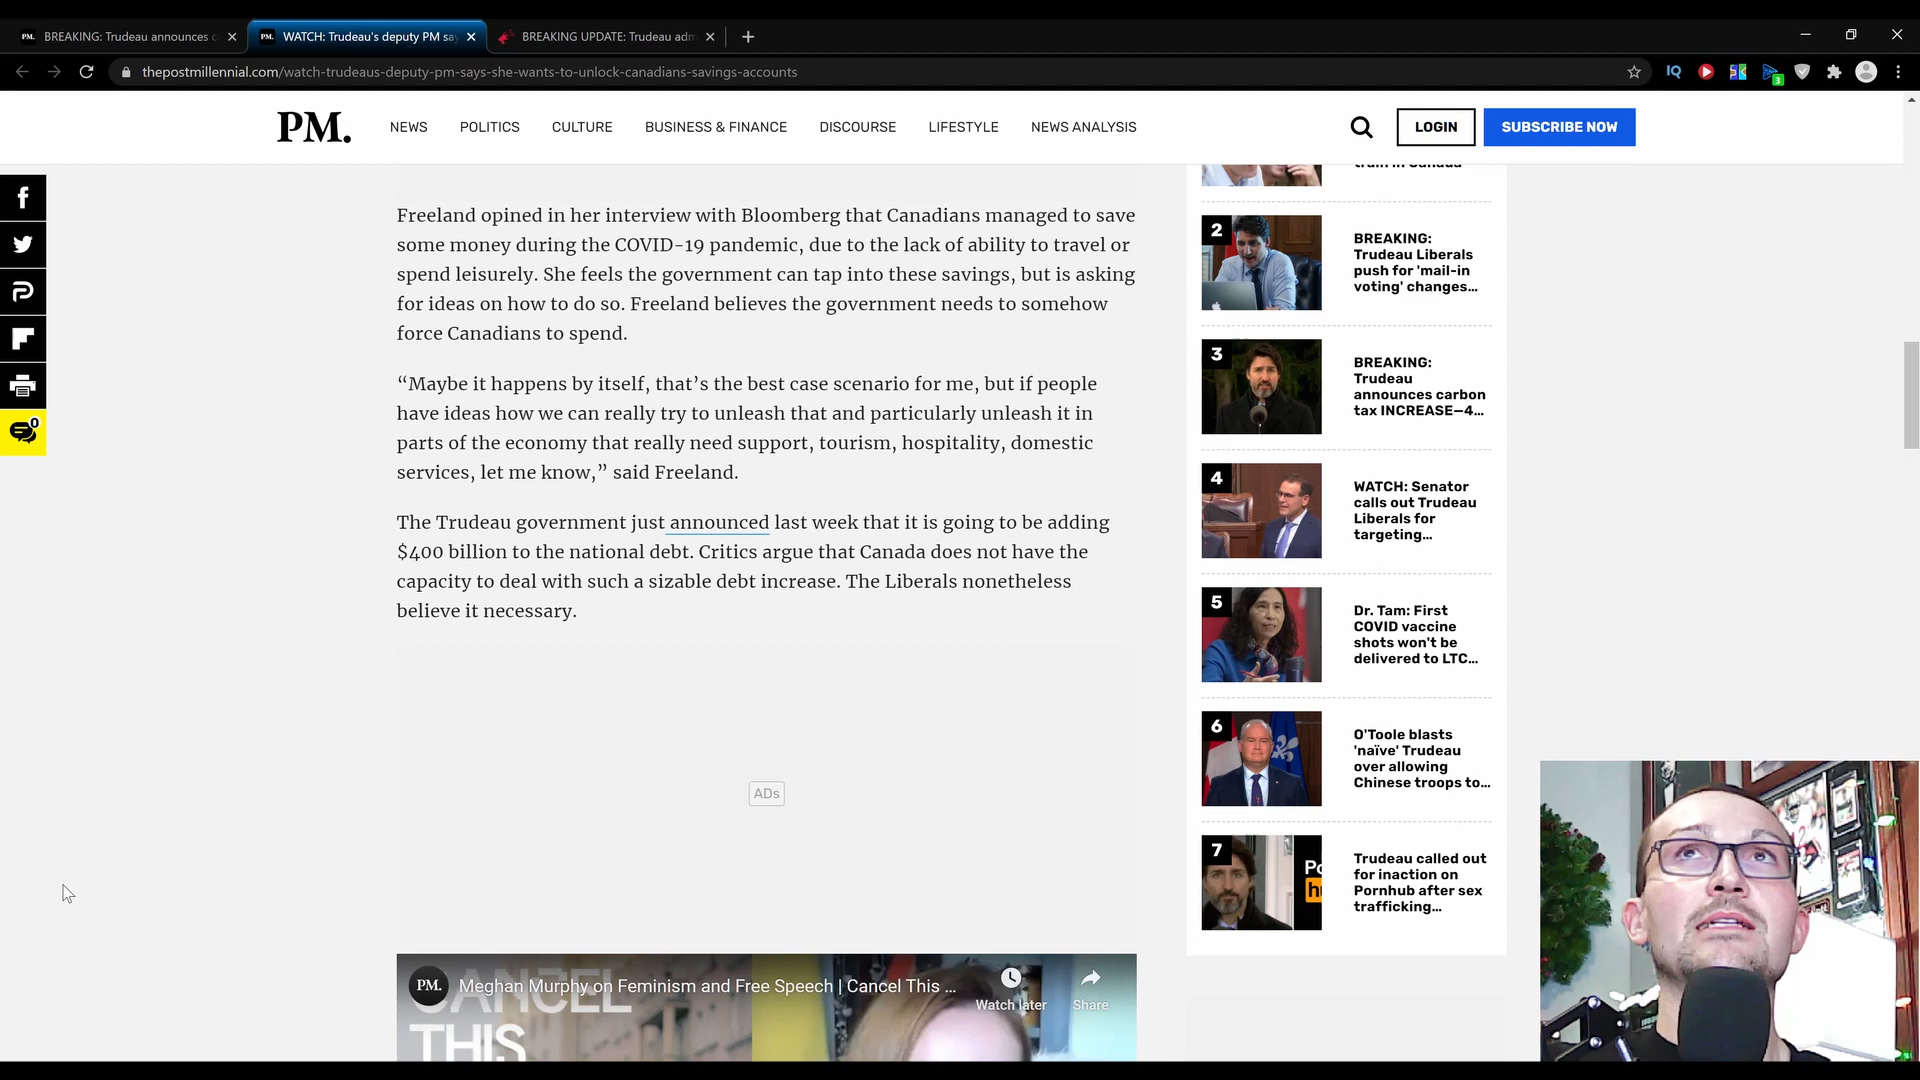 PM. BREAKING: Trudeau announces c
PM. WATCH: Trudeau's deputy PM sa
BREAKING UPDATE: Trudeau adm
thepostmillennial.com/watch-trudeaus-deputy-pm-says-she-wants-to-unlock-canadians-savings-accounts
IQ
3
PM.
NEWS
POLITICS
CULTURE
BUSINESS & FINANCE
DISCOURSE
LIFESTYLE
NEWS ANALYSIS
LOGIN
SUBSCRIBE NOW
0
Freeland opined in her interview with Bloomberg that Canadians managed to save
some money during the COVID-19 pandemic, due to the lack of ability to travel or
spend leisurely. She feels the government can tap into these savings, but is asking
for ideas on how to do so. Freeland believes the government needs to somehow
force Canadians to spend.
“Maybe it happens by itself, that’s the best case scenario for me, but if people
have ideas how we can really try to unleash that and particularly unleash it in
parts of the economy that really need support, tourism, hospitality, domestic
services, let me know,” said Freeland.
The Trudeau government just announced last week that it is going to be adding
$400 billion to the national debt. Critics argue that Canada does not have the
capacity to deal with such a sizable debt increase. The Liberals nonetheless
believe it necessary.
ADs
PM. Meghan Murphy on Feminism and Free Speech | Cancel This ...
Watch later
Share
CANCEL
THIS
train in Canada
2
BREAKING:
Trudeau Liberals
push for 'mail-in
voting' changes...
3
BREAKING:
Trudeau
announces carbon
tax INCREASE—4...
4
WATCH: Senator
calls out Trudeau
Liberals for
targeting...
5
Dr. Tam: First
COVID vaccine
shots won't be
delivered to LTC...
6
O'Toole blasts
'naïve' Trudeau
over allowing
Chinese troops to...
7
Trudeau called out
for inaction on
Pornhub after sex
trafficking...
Po
hu